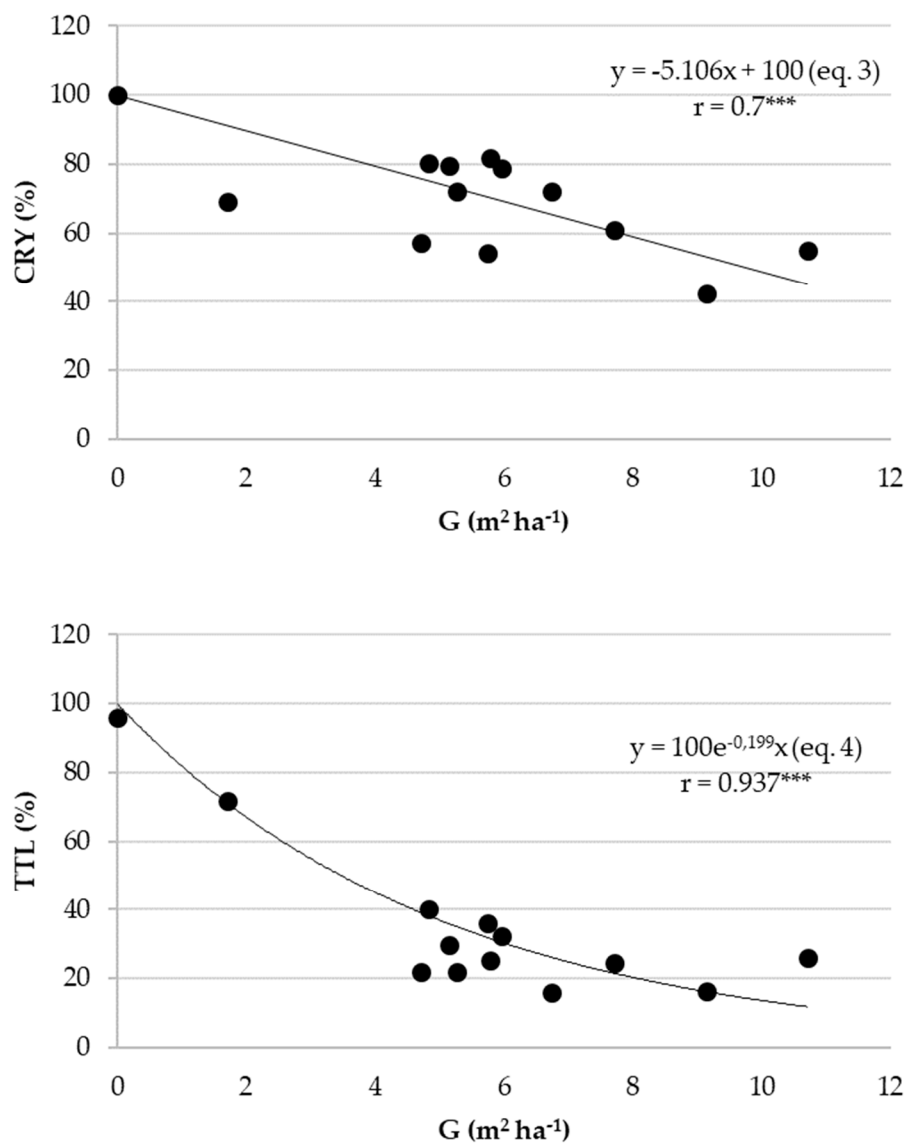 120
100
80
60
40
20
0
CRY (%)
y = -5.106x + 100 (eq. 3)
r = 0.7***
0 2 4 6 8 10 12
G (m² ha⁻¹)
120
100
80
60
40
20
0
TTL (%)
y = 100e⁻⁰,¹⁹⁹x (eq. 4)
r = 0.937***
0 2 4 6 8 10 12
G (m² ha⁻¹)